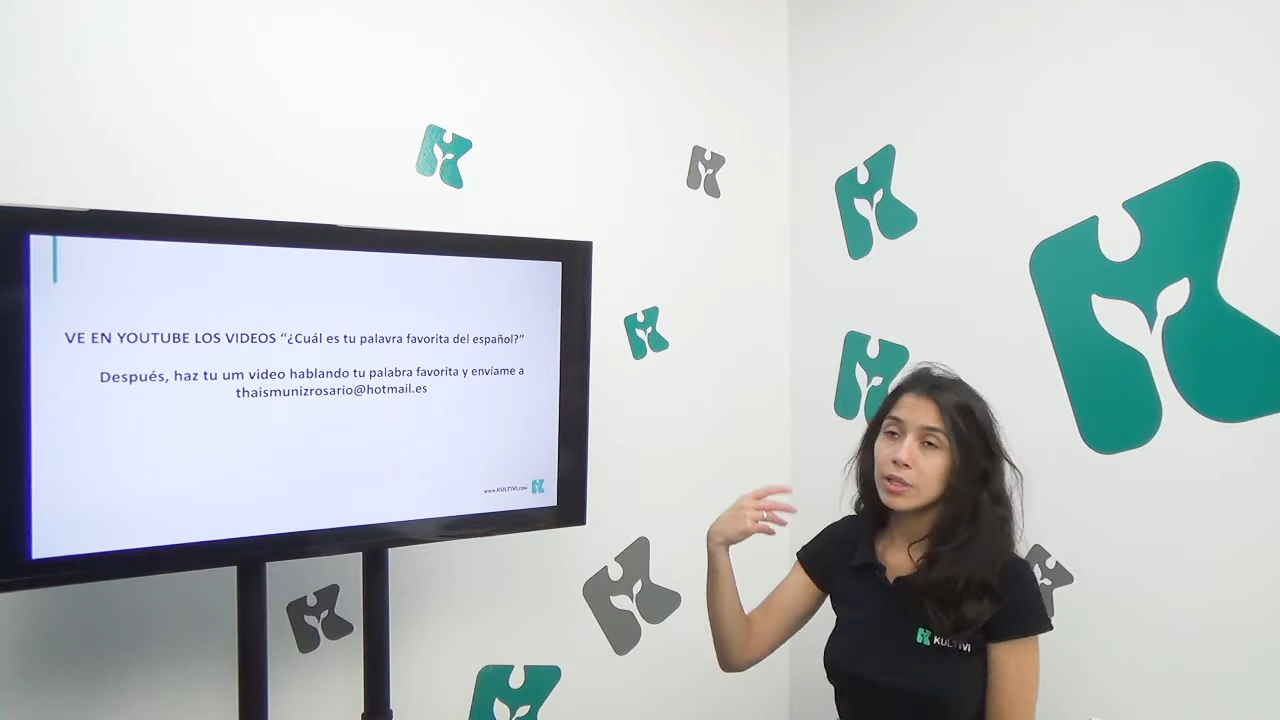 VE EN YOUTUBE LOS VIDEOS “¿Cuál es tu palavra favorita del español?”
Después, haz tu um video hablando tu palabra favorita y envíame a
thaismunizrosario@hotmail.es
www.KULTIVI.com
KULTIVI